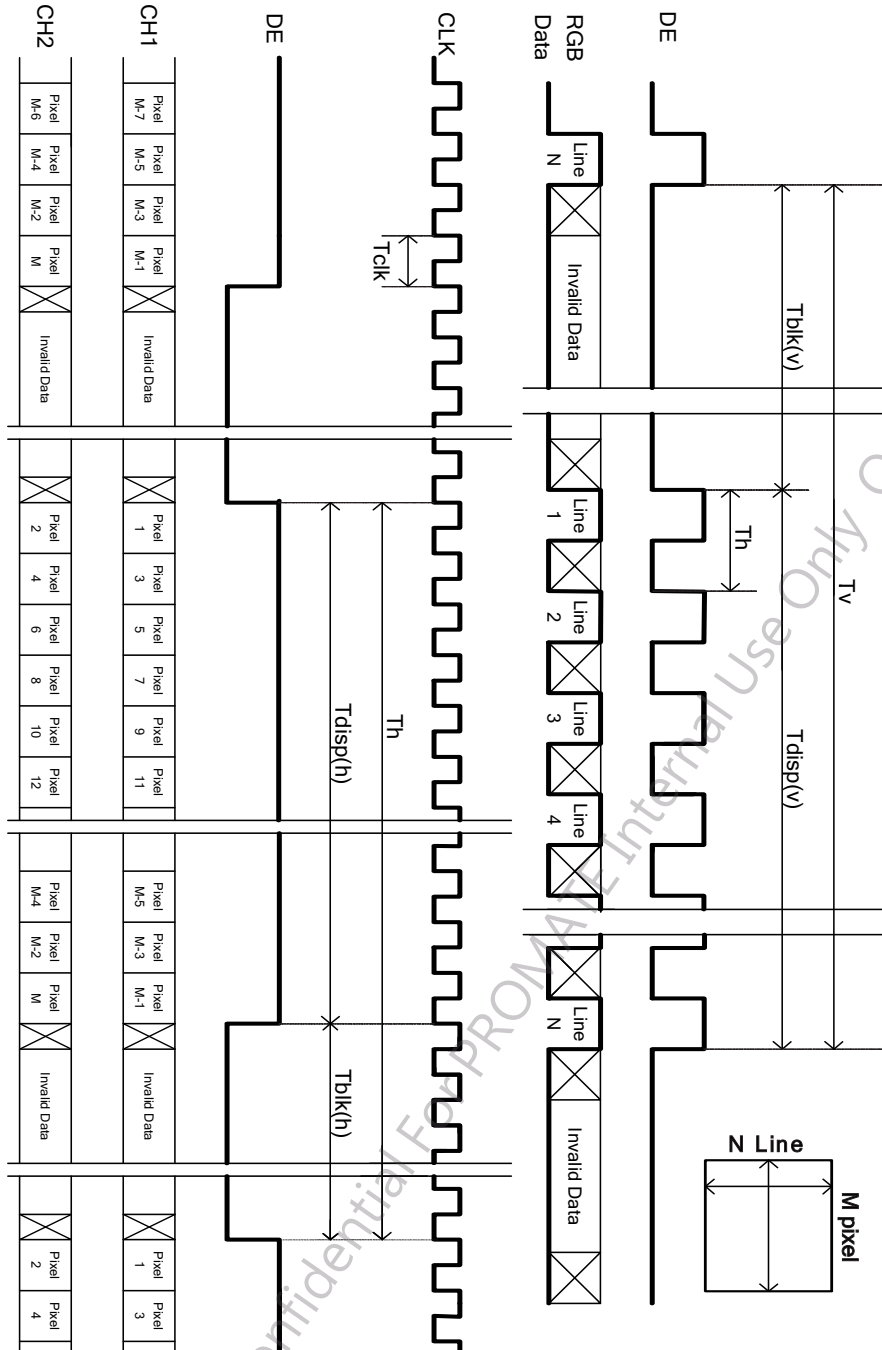 Tv
Tblk(v)
Tdisp(v)
Th
M pixel
N Line
DE
RGB
Data
Line
N
Invalid Data
Line
1
Line
2
Line
3
Line
4
Line
N
Invalid Data
CLK
Tclk
Th
Tdisp(h)
Tblk(h)
DE
CH1
Pixel
M-7
Pixel
M-5
Pixel
M-3
Pixel
M-1
Invalid Data
Pixel
1
Pixel
3
Pixel
5
Pixel
7
Pixel
9
Pixel
11
Pixel
M-5
Pixel
M-3
Pixel
M-1
Invalid Data
Pixel
1
Pixel
3
CH2
Pixel
M-6
Pixel
M-4
Pixel
M-2
Pixel
M
Invalid Data
Pixel
2
Pixel
4
Pixel
6
Pixel
8
Pixel
10
Pixel
12
Pixel
M-4
Pixel
M-2
Pixel
M
Invalid Data
Pixel
2
Pixel
4
onfidential For PROMATE Internal Use Only